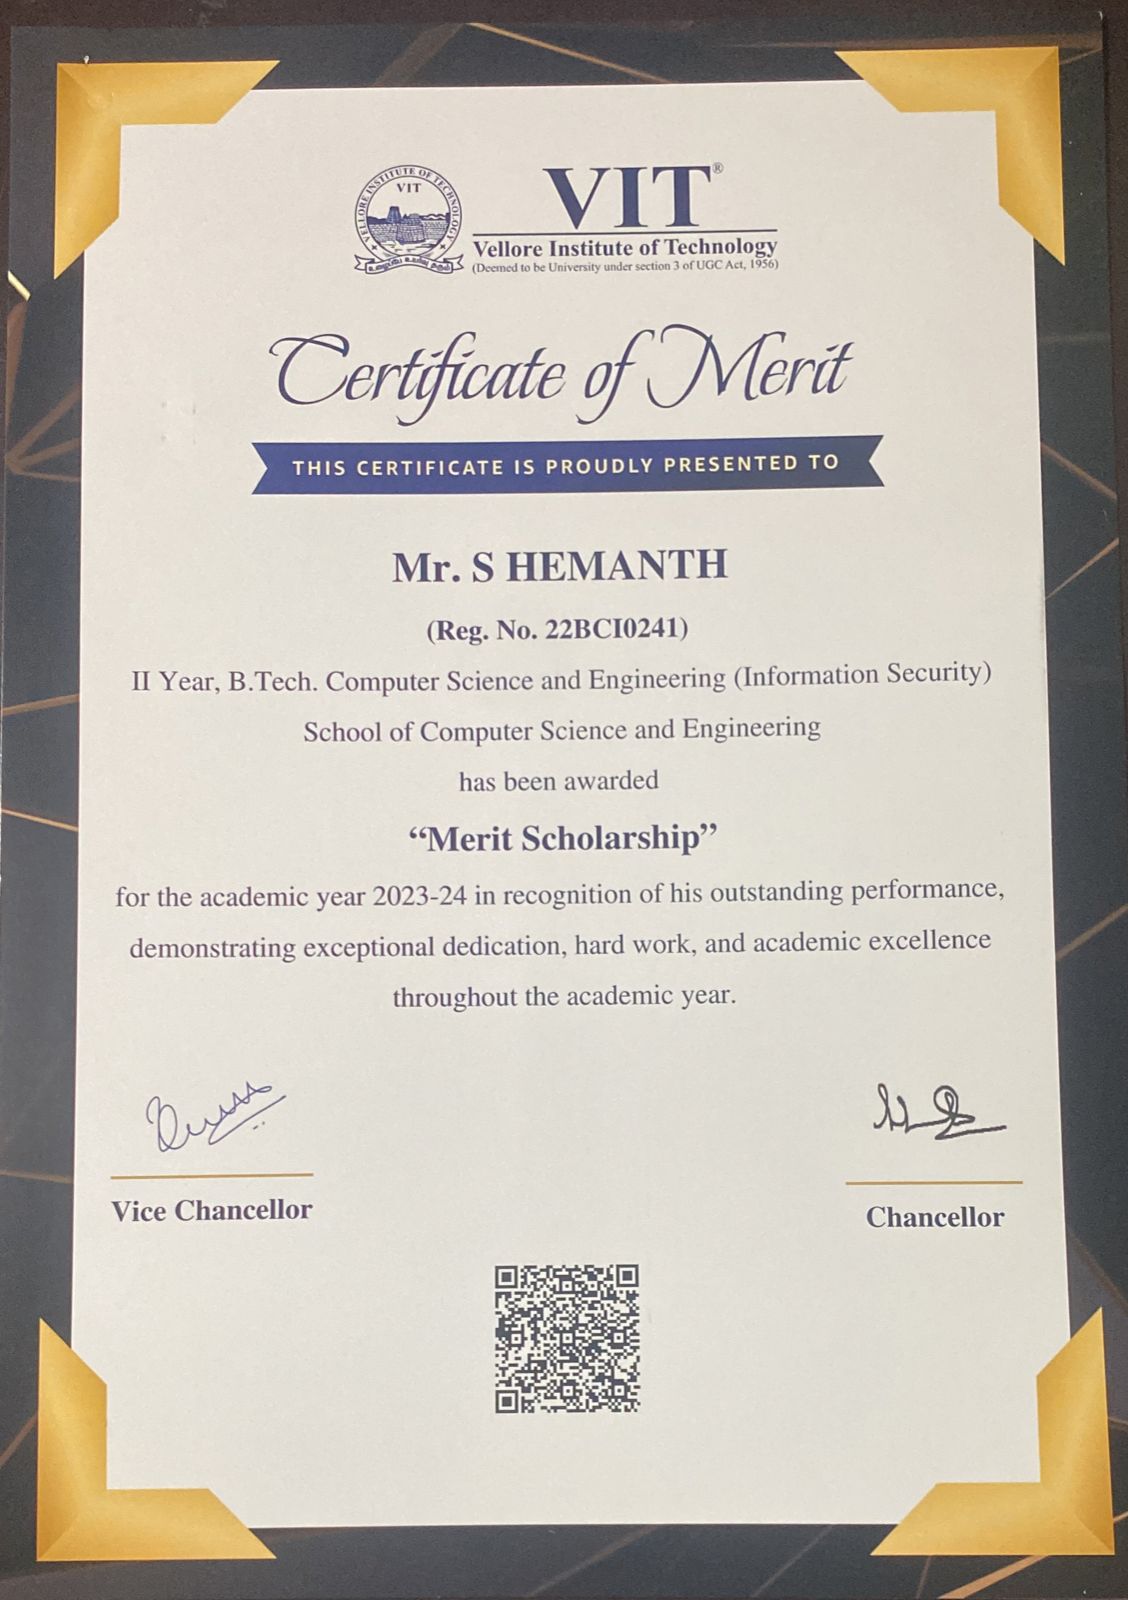 VELLORE INSTITUTE OF TECHNOLOGY
VIT
VIT®
Vellore Institute of Technology
(Deemed to be University under section 3 of UGC Act, 1956)
Certificate of Merit
THIS CERTIFICATE IS PROUDLY PRESENTED TO
Mr. S HEMANTH
(Reg. No. 22BCI0241)
II Year, B.Tech. Computer Science and Engineering (Information Security)
School of Computer Science and Engineering
has been awarded
“Merit Scholarship”
for the academic year 2023-24 in recognition of his outstanding performance,
demonstrating exceptional dedication, hard work, and academic excellence
throughout the academic year.
Vice Chancellor
Chancellor